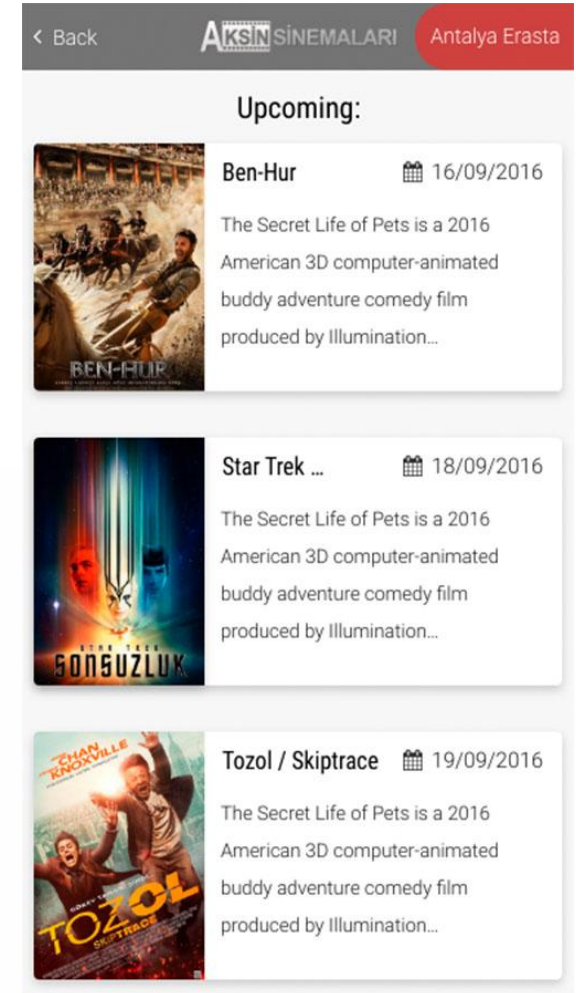 Back
AKSİN SİNEMALARI
Antalya Erasta
Upcoming:
BEN-HUR
Ben-Hur
16/09/2016
The Secret Life of Pets is a 2016
American 3D computer-animated
buddy adventure comedy film
produced by Illumination...
STAR TREK
SONSUZLUK
Star Trek ...
18/09/2016
The Secret Life of Pets is a 2016
American 3D computer-animated
buddy adventure comedy film
produced by Illumination...
CHAN
KNOXVILLE
TOZOL
SKIPTRACE
Tozol / Skiptrace
19/09/2016
The Secret Life of Pets is a 2016
American 3D computer-animated
buddy adventure comedy film
produced by Illumination...